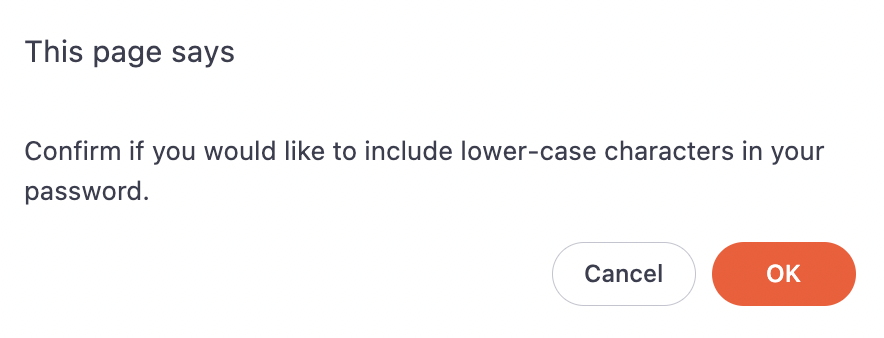 This page says
Confirm if you would like to include lower-case characters in your
password.
Cancel
OK